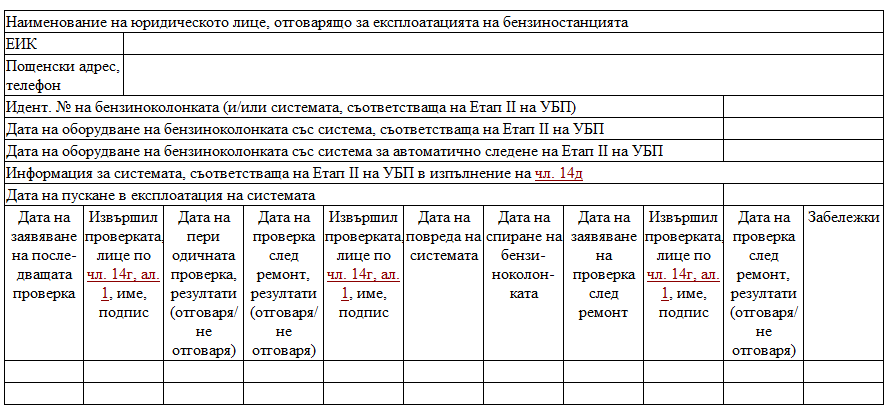 Наименование на юридическото лице, отговарящо за експлоатацията на бензиностанцията
ЕИК
Пощенски адрес,
телефон
Идент. № на бензиноколонката (и/или системата, съответстваща на Етап II на УБП)
Дата на оборудване на бензиноколонката със система, съответстваща на Етап II на УБП
Дата на оборудване на бензиноколонката със система за автоматично следене на Етап II на УБП
Информация за системата, съответстваща на Етап II на УБП в изпълнение на чл. 14д
Дата на пускане в експлоатация на системата
Дата на
заявяване
на после-
дващата
проверка
Извършил
проверката,
лице по
чл. 14г, ал.
1, име,
подпис
Дата на
пери
одичната
проверка,
резултати
(отговаря/
не
отговаря)
Дата на
проверка
след
ремонт,
резултати
(отговаря/
не
отговаря)
Извършил
проверката,
лице по
чл. 14г, ал.
1, име,
подпис
Дата на
повреда на
системата
Дата на
спиране на
бензи-
ноколон-
ката
Дата на
заявяване
на
проверка
след
ремонт
Извършил
проверката,
лице по
чл. 14г, ал.
1, име,
подпис
Дата на
проверка
след
ремонт,
резултати
(отговаря/
не
отговаря)
Забележки